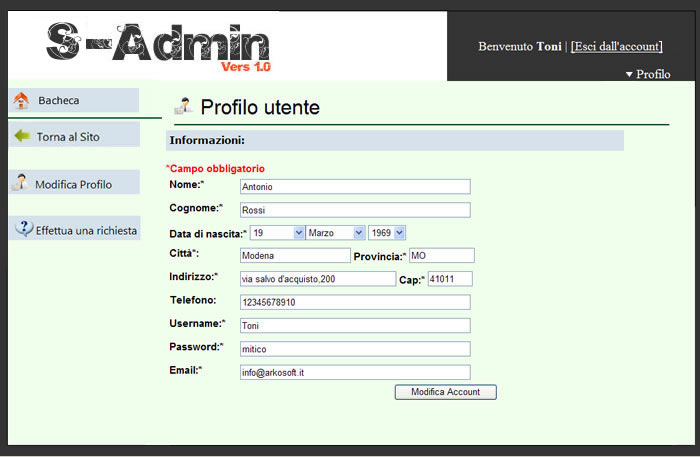 S-Admin
Vers 1.0
Benvenuto Toni | [Esci dall'account]
Profilo
Bacheca
Torna al Sito
Modifica Profilo
Effettua una richiesta
Profilo utente
Informazioni:
*Campo obbligatorio
Nome:* Antonio
Cognome:* Rossi
Data di nascita:* 19 Marzo 1969
Città*: Modena Provincia:* MO
Indirizzo:* via salvo d'acquisto,200 Cap:* 41011
Telefono: 12345678910
Username:* Toni
Password:* mitico
Email:* info@arkosoft.it
Modifica Account